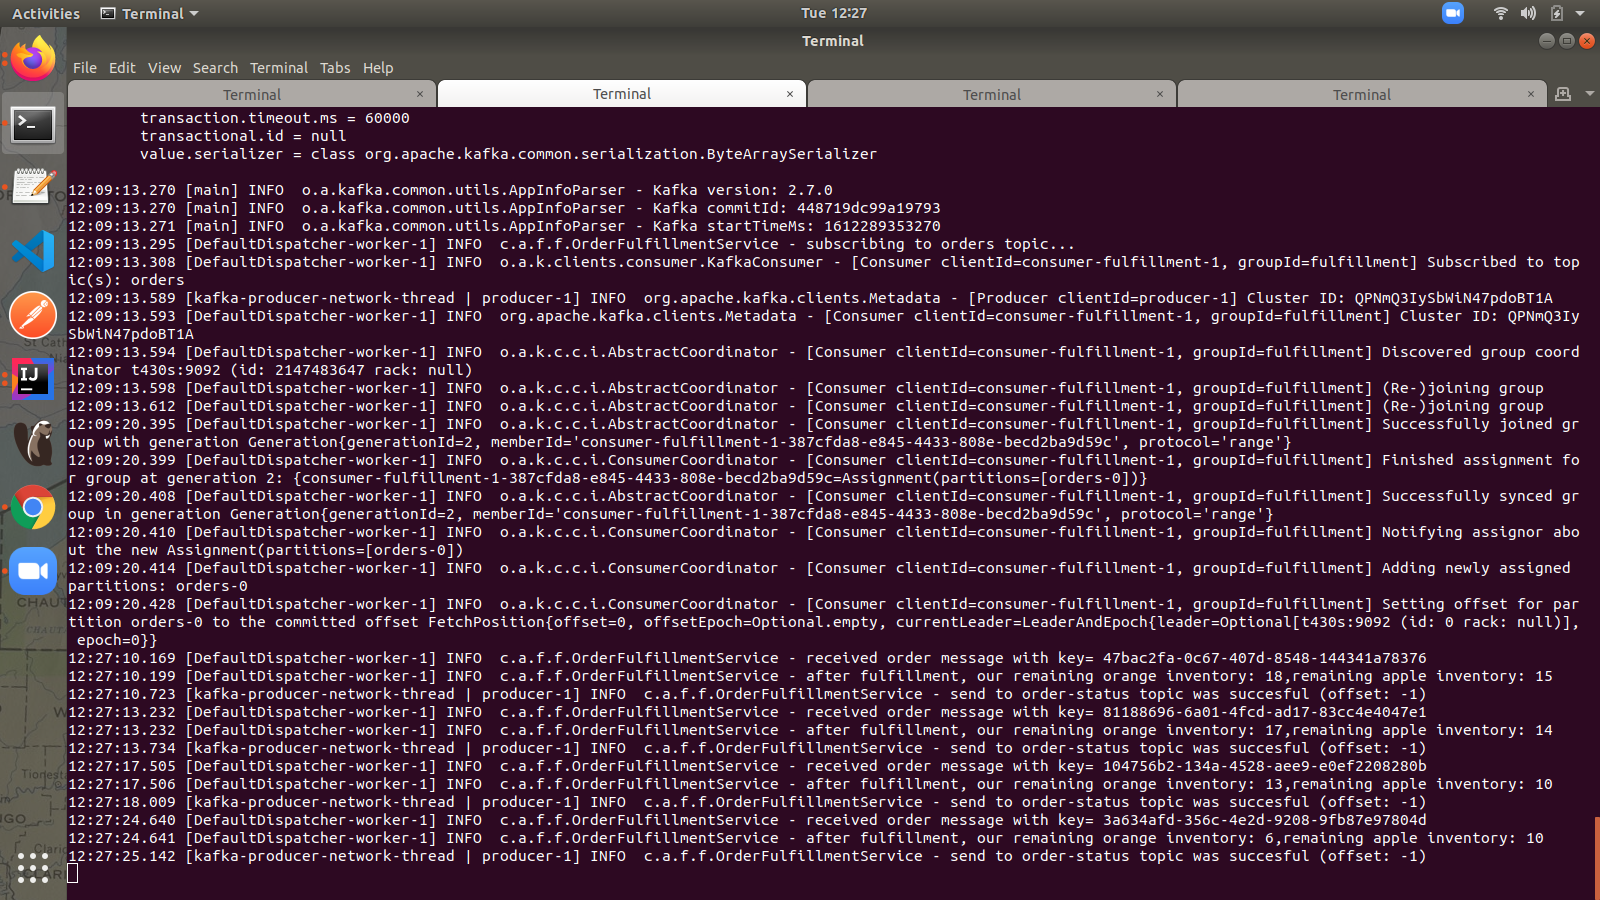 Activities Terminal Tue 12:27
Terminal
File Edit View Search Terminal Tabs Help
Terminal × Terminal × Terminal × Terminal ×
transaction.timeout.ms = 60000
transactional.id = null
value.serializer = class org.apache.kafka.common.serialization.ByteArraySerializer
12:09:13.270 [main] INFO  o.a.kafka.common.utils.AppInfoParser - Kafka version: 2.7.0
12:09:13.270 [main] INFO  o.a.kafka.common.utils.AppInfoParser - Kafka commitId: 448719dc99a19793
12:09:13.271 [main] INFO  o.a.kafka.common.utils.AppInfoParser - Kafka startTimeMs: 1612289353270
12:09:13.295 [DefaultDispatcher-worker-1] INFO  c.a.f.f.OrderFulfillmentService - subscribing to orders topic...
12:09:13.308 [DefaultDispatcher-worker-1] INFO  o.a.k.clients.consumer.KafkaConsumer - [Consumer clientId=consumer-fulfillment-1, groupId=fulfillment] Subscribed to top
ic(s): orders
12:09:13.589 [kafka-producer-network-thread | producer-1] INFO  org.apache.kafka.clients.Metadata - [Producer clientId=producer-1] Cluster ID: QPNmQ3IySbWiN47pdoBT1A
12:09:13.593 [DefaultDispatcher-worker-1] INFO  org.apache.kafka.clients.Metadata - [Consumer clientId=consumer-fulfillment-1, groupId=fulfillment] Cluster ID: QPNmQ3Iy
SbWiN47pdoBT1A
12:09:13.594 [DefaultDispatcher-worker-1] INFO  o.a.k.c.c.i.AbstractCoordinator - [Consumer clientId=consumer-fulfillment-1, groupId=fulfillment] Discovered group coord
inator t430s:9092 (id: 2147483647 rack: null)
12:09:13.598 [DefaultDispatcher-worker-1] INFO  o.a.k.c.c.i.AbstractCoordinator - [Consumer clientId=consumer-fulfillment-1, groupId=fulfillment] (Re-)joining group
12:09:13.612 [DefaultDispatcher-worker-1] INFO  o.a.k.c.c.i.AbstractCoordinator - [Consumer clientId=consumer-fulfillment-1, groupId=fulfillment] (Re-)joining group
12:09:20.395 [DefaultDispatcher-worker-1] INFO  o.a.k.c.c.i.AbstractCoordinator - [Consumer clientId=consumer-fulfillment-1, groupId=fulfillment] Successfully joined gr
oup with generation Generation{generationId=2, memberId='consumer-fulfillment-1-387cfda8-e845-4433-808e-becd2ba9d59c', protocol='range'}
12:09:20.399 [DefaultDispatcher-worker-1] INFO  o.a.k.c.c.i.ConsumerCoordinator - [Consumer clientId=consumer-fulfillment-1, groupId=fulfillment] Finished assignment fo
r group at generation 2: {consumer-fulfillment-1-387cfda8-e845-4433-808e-becd2ba9d59c=Assignment(partitions=[orders-0])}
12:09:20.408 [DefaultDispatcher-worker-1] INFO  o.a.k.c.c.i.AbstractCoordinator - [Consumer clientId=consumer-fulfillment-1, groupId=fulfillment] Successfully synced gr
oup in generation Generation{generationId=2, memberId='consumer-fulfillment-1-387cfda8-e845-4433-808e-becd2ba9d59c', protocol='range'}
12:09:20.410 [DefaultDispatcher-worker-1] INFO  o.a.k.c.c.i.ConsumerCoordinator - [Consumer clientId=consumer-fulfillment-1, groupId=fulfillment] Notifying assignor abo
ut the new Assignment(partitions=[orders-0])
12:09:20.414 [DefaultDispatcher-worker-1] INFO  o.a.k.c.c.i.ConsumerCoordinator - [Consumer clientId=consumer-fulfillment-1, groupId=fulfillment] Adding newly assigned
partitions: orders-0
12:09:20.428 [DefaultDispatcher-worker-1] INFO  o.a.k.c.c.i.ConsumerCoordinator - [Consumer clientId=consumer-fulfillment-1, groupId=fulfillment] Setting offset for par
tition orders-0 to the committed offset FetchPosition{offset=0, offsetEpoch=Optional.empty, currentLeader=LeaderAndEpoch{leader=Optional[t430s:9092 (id: 0 rack: null)],
 epoch=0}}
12:27:10.169 [DefaultDispatcher-worker-1] INFO  c.a.f.f.OrderFulfillmentService - received order message with key= 47bac2fa-0c67-407d-8548-144341a78376
12:27:10.199 [DefaultDispatcher-worker-1] INFO  c.a.f.f.OrderFulfillmentService - after fulfillment, our remaining orange inventory: 18,remaining apple inventory: 15
12:27:10.723 [kafka-producer-network-thread | producer-1] INFO  c.a.f.f.OrderFulfillmentService - send to order-status topic was succesful (offset: -1)
12:27:13.232 [DefaultDispatcher-worker-1] INFO  c.a.f.f.OrderFulfillmentService - received order message with key= 81188696-6a01-4fcd-ad17-83cc4e4047e1
12:27:13.232 [DefaultDispatcher-worker-1] INFO  c.a.f.f.OrderFulfillmentService - after fulfillment, our remaining orange inventory: 17,remaining apple inventory: 14
12:27:13.734 [kafka-producer-network-thread | producer-1] INFO  c.a.f.f.OrderFulfillmentService - send to order-status topic was succesful (offset: -1)
12:27:17.505 [DefaultDispatcher-worker-1] INFO  c.a.f.f.OrderFulfillmentService - received order message with key= 104756b2-134a-4528-aee9-e0ef2208280b
12:27:17.506 [DefaultDispatcher-worker-1] INFO  c.a.f.f.OrderFulfillmentService - after fulfillment, our remaining orange inventory: 13,remaining apple inventory: 10
12:27:18.009 [kafka-producer-network-thread | producer-1] INFO  c.a.f.f.OrderFulfillmentService - send to order-status topic was succesful (offset: -1)
12:27:24.640 [DefaultDispatcher-worker-1] INFO  c.a.f.f.OrderFulfillmentService - received order message with key= 3a634afd-356c-4e2d-9208-9fb87e97804d
12:27:24.641 [DefaultDispatcher-worker-1] INFO  c.a.f.f.OrderFulfillmentService - after fulfillment, our remaining orange inventory: 6,remaining apple inventory: 10
12:27:25.142 [kafka-producer-network-thread | producer-1] INFO  c.a.f.f.OrderFulfillmentService - send to order-status topic was succesful (offset: -1)